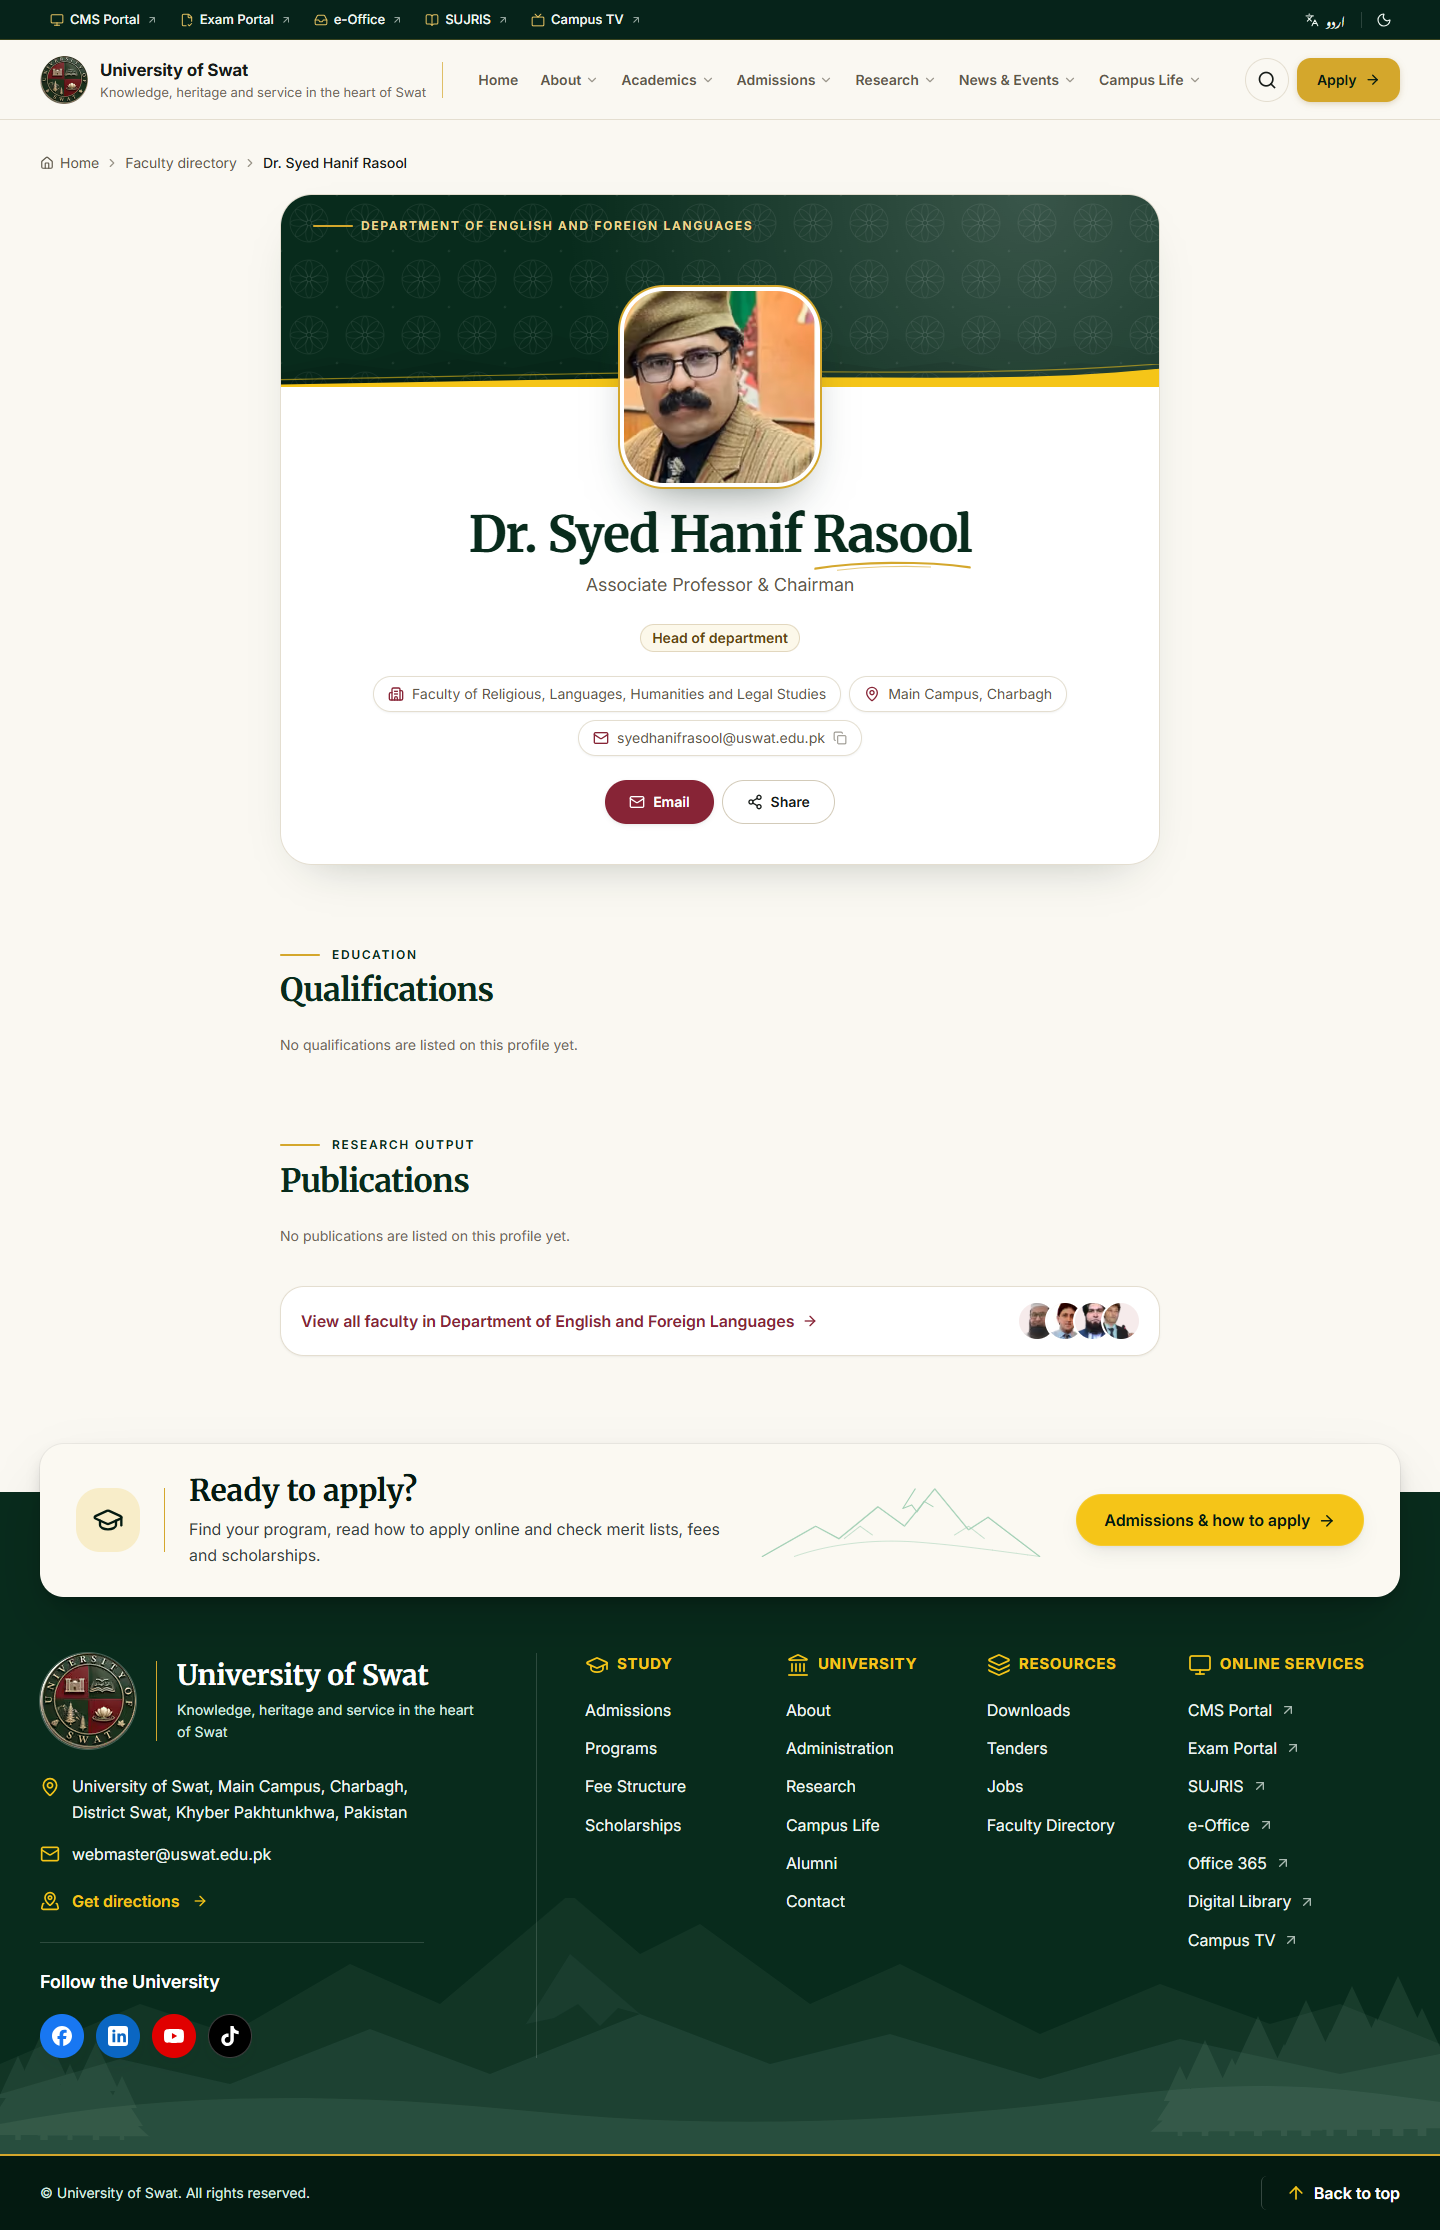 CMS Portal Exam Portal e-Office SUJRIS Campus TV اردو
University of Swat
Knowledge, heritage and service in the heart of Swat
Home About Academics Admissions Research News & Events Campus Life Apply
Home Faculty directory Dr. Syed Hanif Rasool
DEPARTMENT OF ENGLISH AND FOREIGN LANGUAGES
Dr. Syed Hanif Rasool
Associate Professor & Chairman
Head of department
Faculty of Religious, Languages, Humanities and Legal Studies Main Campus, Charbagh
syedhanifrasool@uswat.edu.pk
Email Share
EDUCATION
Qualifications
No qualifications are listed on this profile yet.
RESEARCH OUTPUT
Publications
No publications are listed on this profile yet.
View all faculty in Department of English and Foreign Languages
Ready to apply?
Find your program, read how to apply online and check merit lists, fees
and scholarships.
Admissions & how to apply
UNIVERSITY OF SWAT
University of Swat
Knowledge, heritage and service in the heart
of Swat
University of Swat, Main Campus, Charbagh,
District Swat, Khyber Pakhtunkhwa, Pakistan
webmaster@uswat.edu.pk
Get directions
Follow the University
STUDY
Admissions
Programs
Fee Structure
Scholarships
UNIVERSITY
About
Administration
Research
Campus Life
Alumni
Contact
RESOURCES
Downloads
Tenders
Jobs
Faculty Directory
ONLINE SERVICES
CMS Portal
Exam Portal
SUJRIS
e-Office
Office 365
Digital Library
Campus TV
© University of Swat. All rights reserved.
Back to top